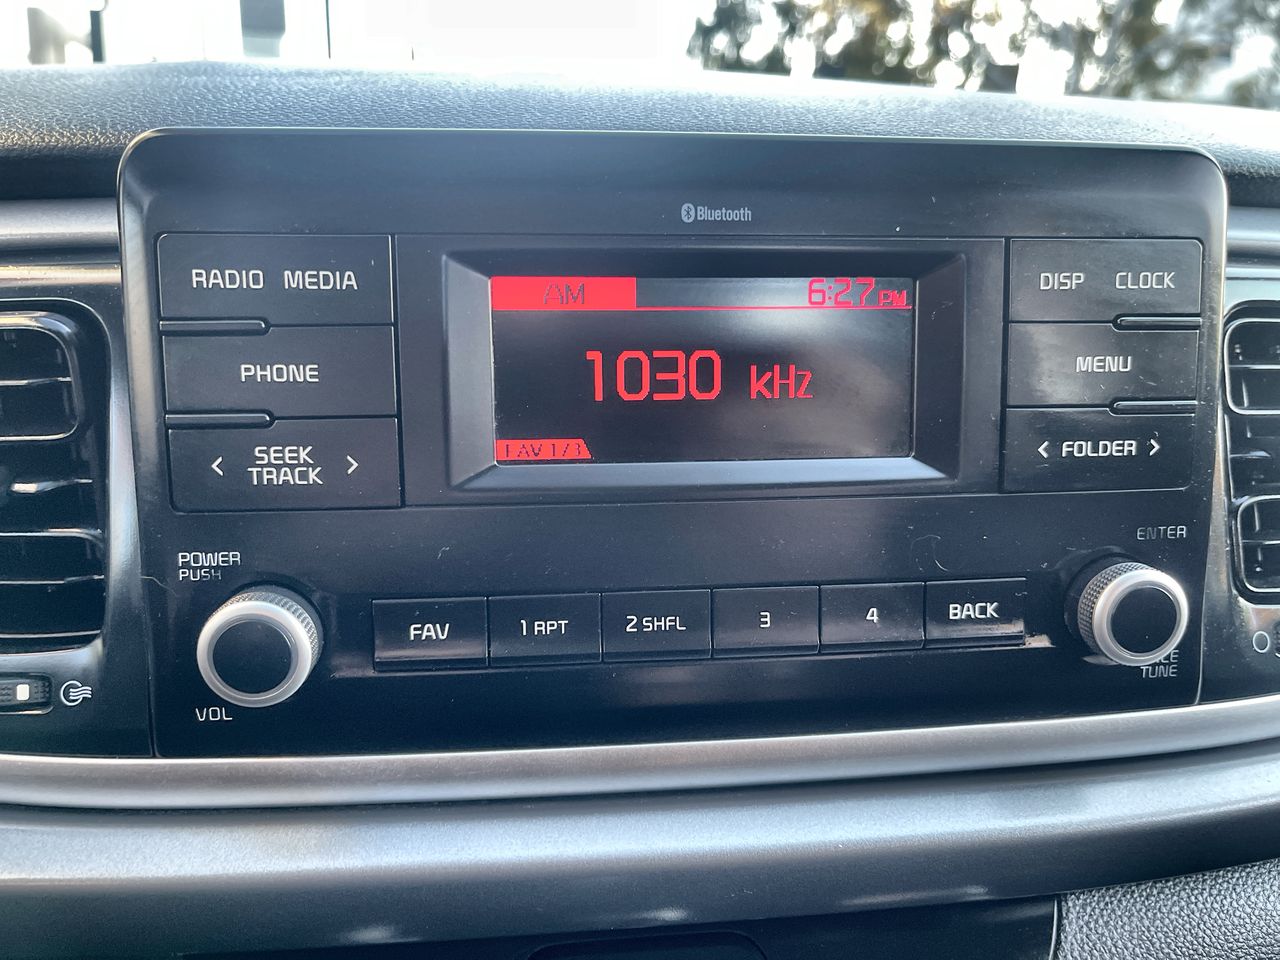 Bluetooth
RADIO MEDIA
PHONE
< SEEK TRACK >
AM 6:27 PM
1030 kHz
FAV 1/3
DISP CLOCK
MENU
< FOLDER >
POWER
PUSH
VOL
FAV 1 RPT 2 SHFL 3 4 BACK
ENTER
TUNE